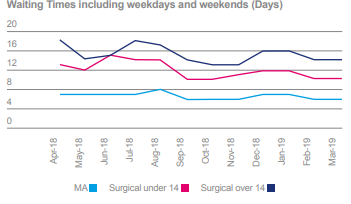 Waiting Times including weekdays and weekends (Days)
20
16
12
8
4
0
Apr-18 May-18 Jun-18 Jul-18 Aug-18 Sep-18 Oct-18 Nov-18 Dec-18 Jan-19 Feb-19 Mar-19
MA Surgical under 14 Surgical over 14